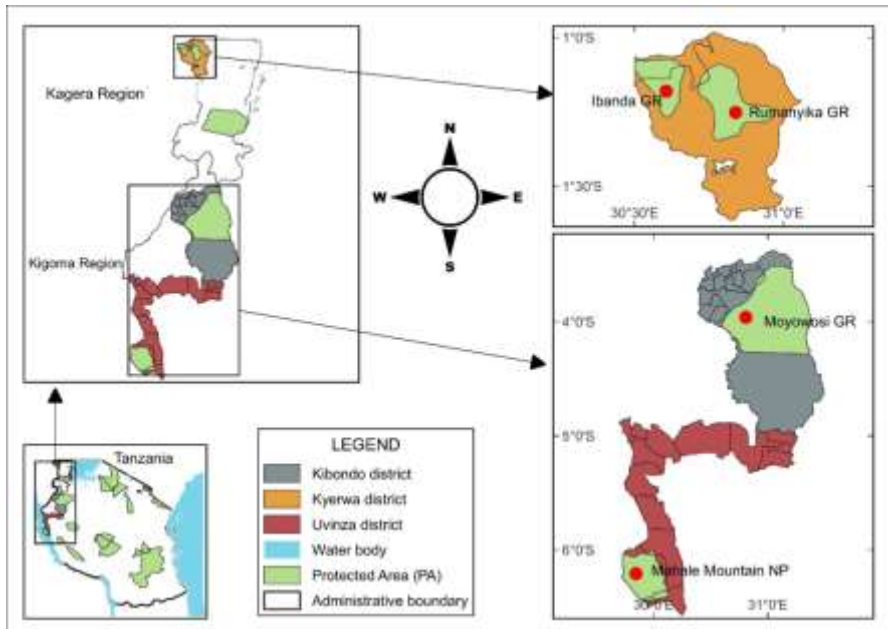 Kagera Region
Kigoma Region
N
W
E
S
Tanzania
LEGEND
Kibondo district
Kyerwa district
Uvinza district
Water body
Protected Area (PA)
Administrative boundary
1°0'S
Ibanda GR
Rumanyika GR
1°30'S
30°30'E
31°0'E
4°0'S
Moyowosi GR
5°0'S
6°0'S
Mahale Mountain NP
30°0'E
31°0'E